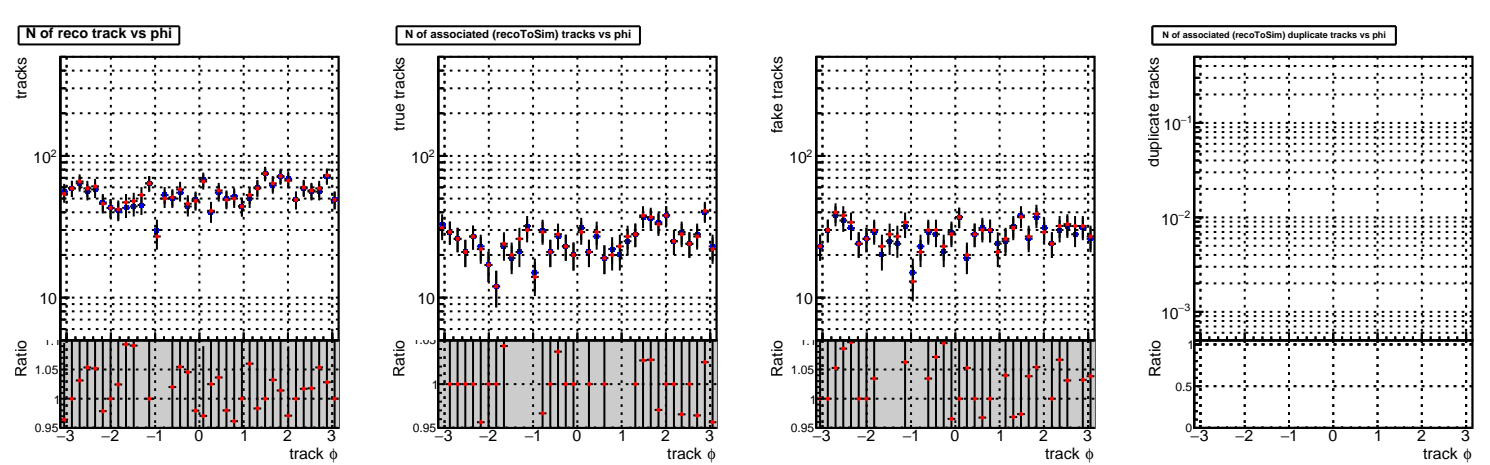 N of reco track vs phi
tracks
10²
10
Ratio
1.1
1.05
1
0.95
−3 −2 −1 0 1 2 3
track ϕ
N of associated (recoToSim) tracks vs phi
true tracks
10²
10
Ratio
1.05
1
0.95
−3 −2 −1 0 1 2 3
track ϕ
fake tracks
10²
10
Ratio
1.1
1.05
1
0.95
−3 −2 −1 0 1 2 3
track ϕ
N of associated (recoToSim) duplicate tracks vs phi
duplicate tracks
10⁻¹
10⁻²
10⁻³
Ratio
1
0.5
0
−3 −2 −1 0 1 2 3
track ϕ